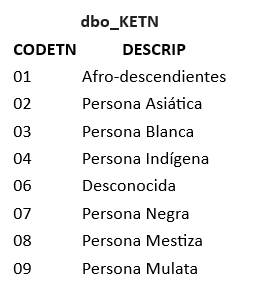 dbo_KETN
CODETN DESCRIP
01 Afro-descendientes
02 Persona Asiática
03 Persona Blanca
04 Persona Indígena
06 Desconocida
07 Persona Negra
08 Persona Mestiza
09 Persona Mulata